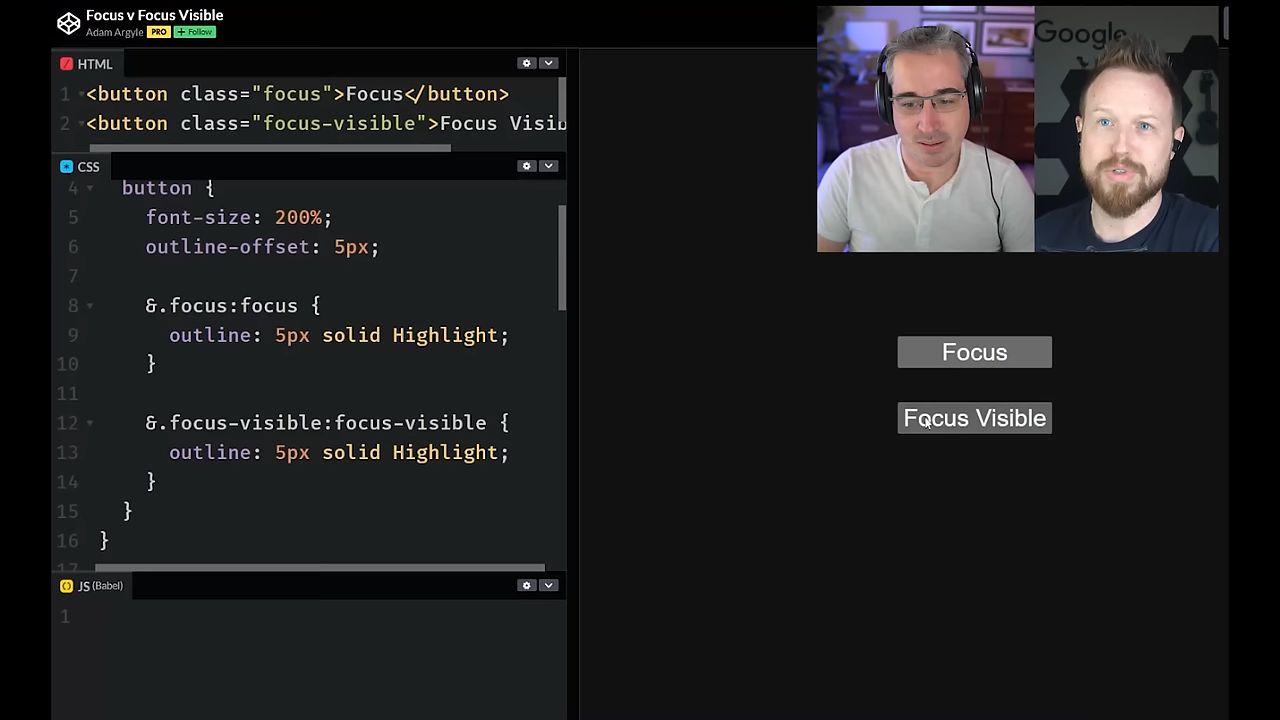 Focus v Focus Visible
Adam Argyle PRO + Follow
HTML
1 <button class="focus">Focus</button>
2 <button class="focus-visible">Focus Visib
CSS
4 button {
5 font-size: 200%;
6 outline-offset: 5px;
7
8 &.focus:focus {
9 outline: 5px solid Highlight;
10 }
11
12 &.focus-visible:focus-visible {
13 outline: 5px solid Highlight;
14 }
15 }
16 }
17
JS (Babel)
1
Google
Focus
Focus Visible